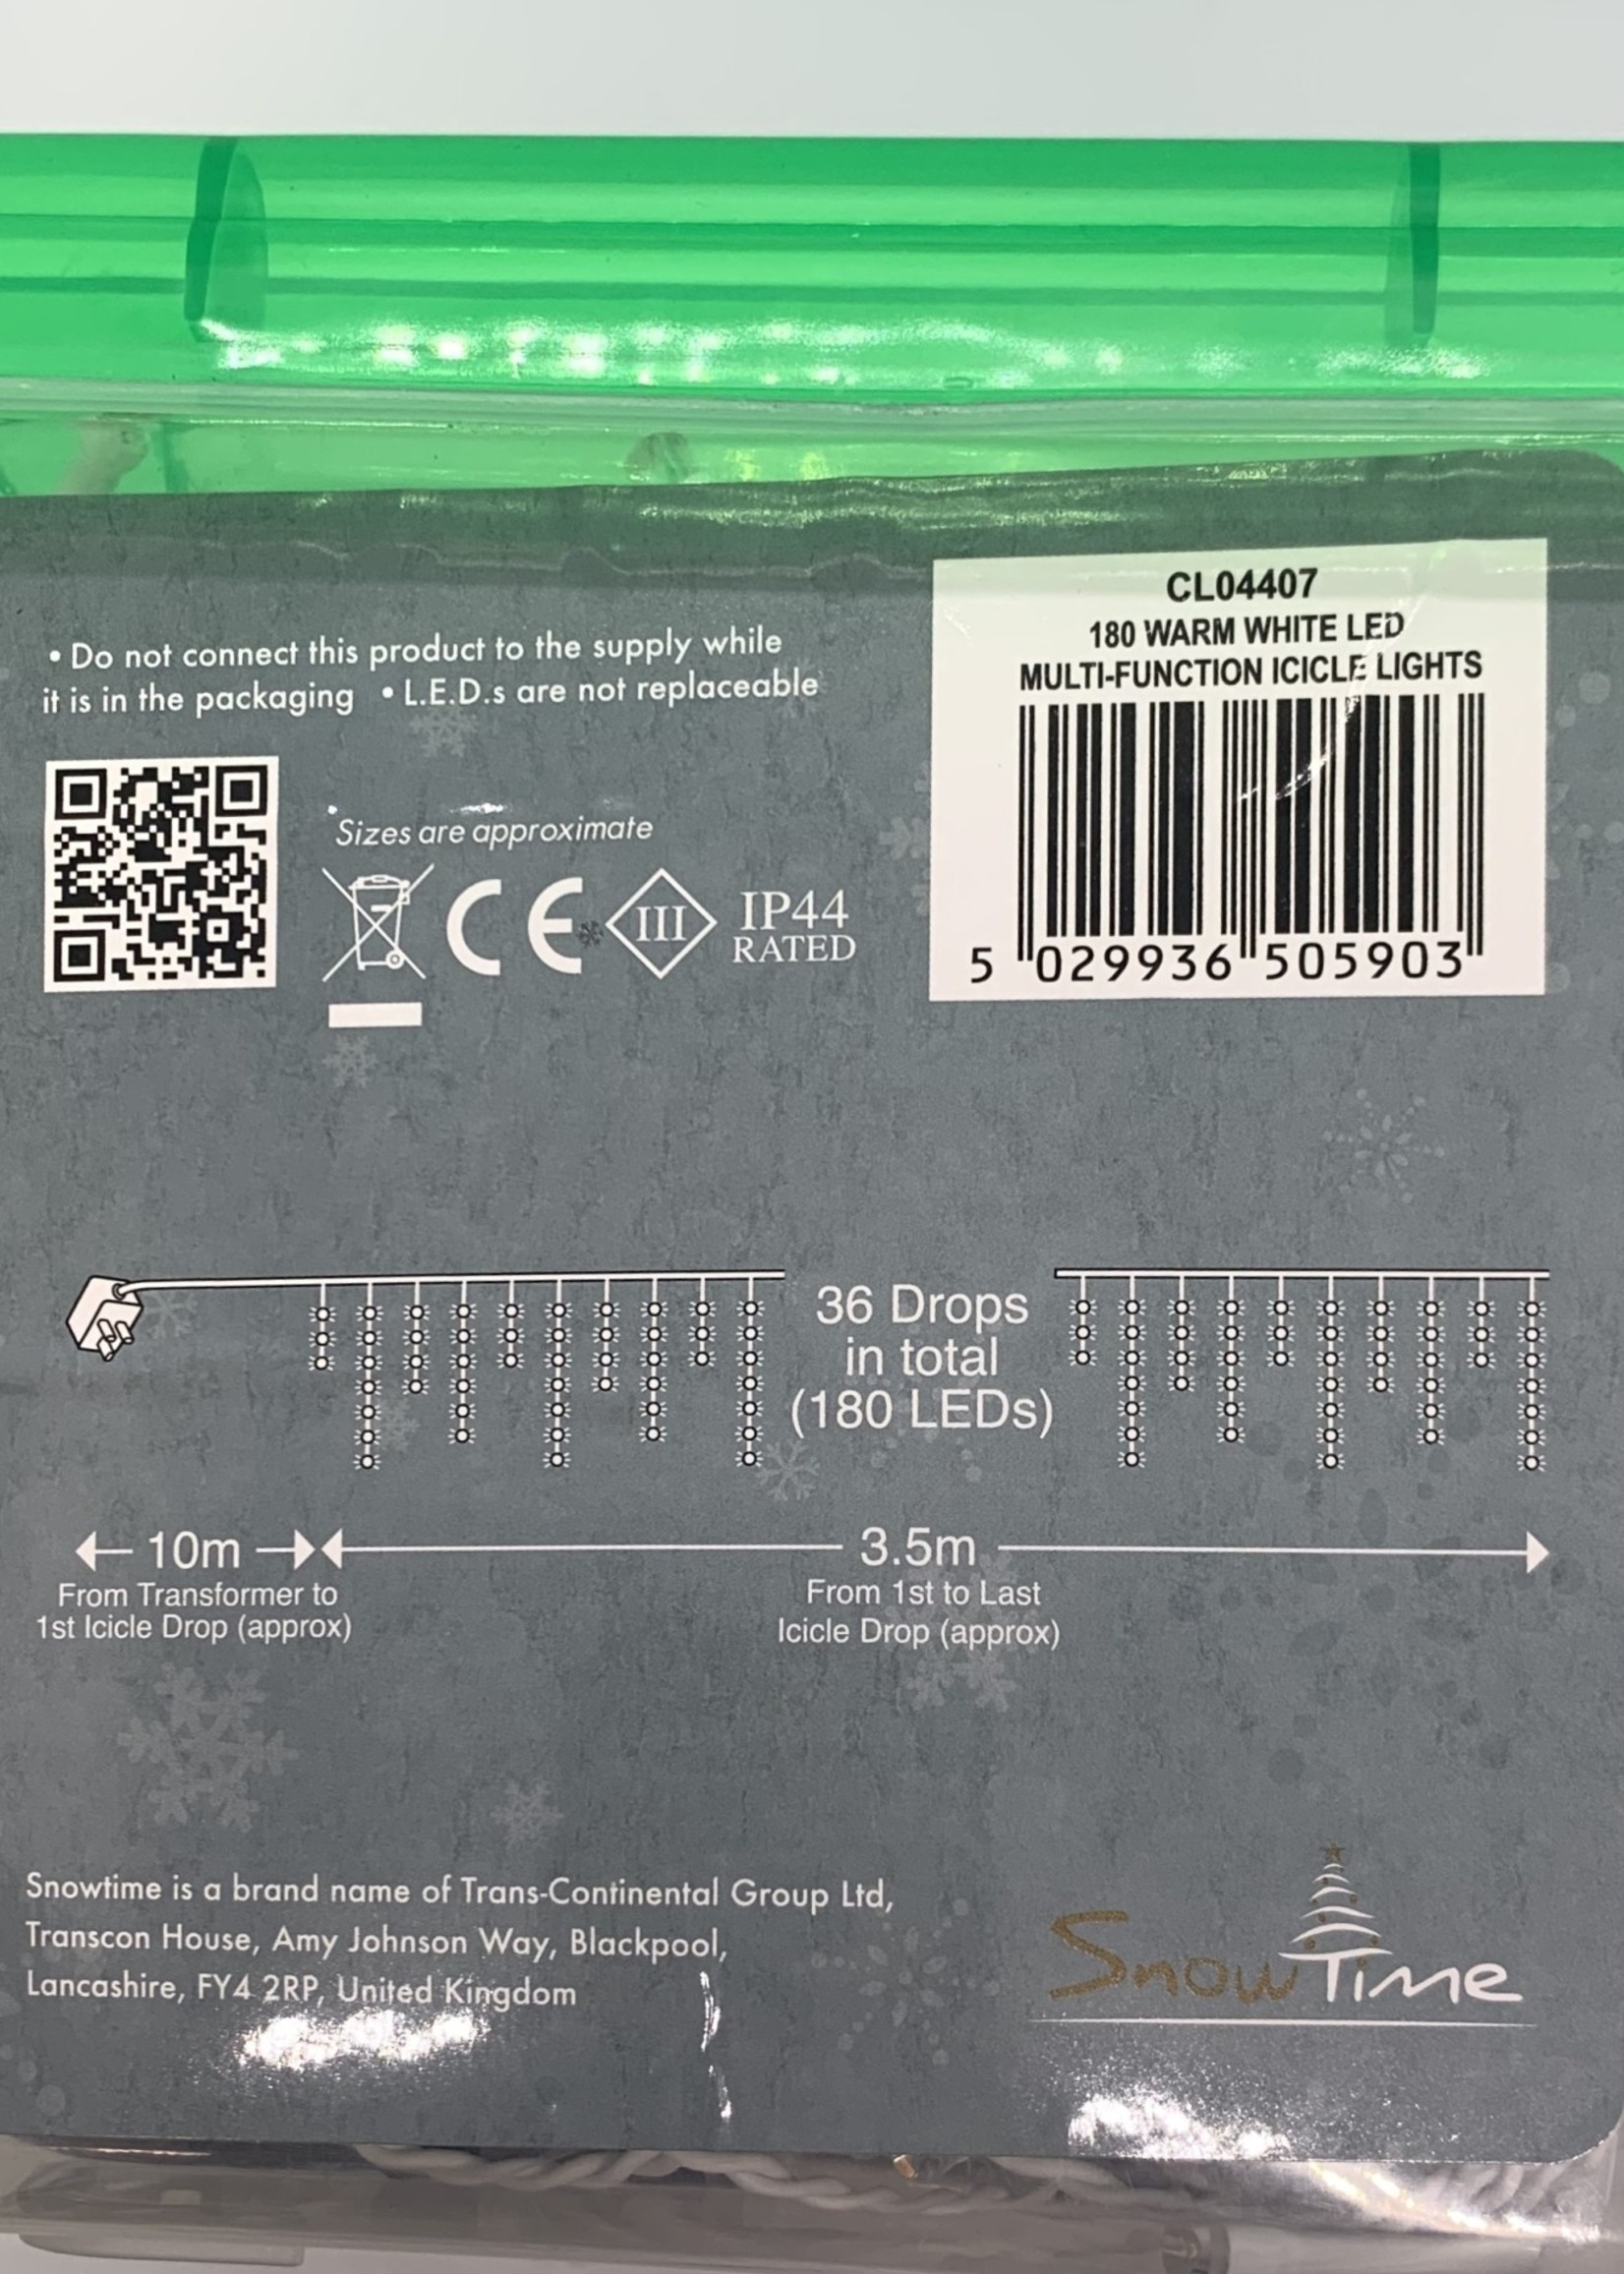 CL04407
180 WARM WHITE LED
MULTI-FUNCTION ICICLE LIGHTS
5 029936 505903
• Do not connect this product to the supply while
it is in the packaging • L.E.D.s are not replaceable
*Sizes are approximate
CE III IP44
RATED
36 Drops
in total
(180 LEDs)
10m
From Transformer to
1st Icicle Drop (approx)
3.5m
From 1st to Last
Icicle Drop (approx)
Snowtime is a brand name of Trans-Continental Group Ltd,
Transcon House, Amy Johnson Way, Blackpool,
Lancashire, FY4 2RP, United Kingdom
SnowTime